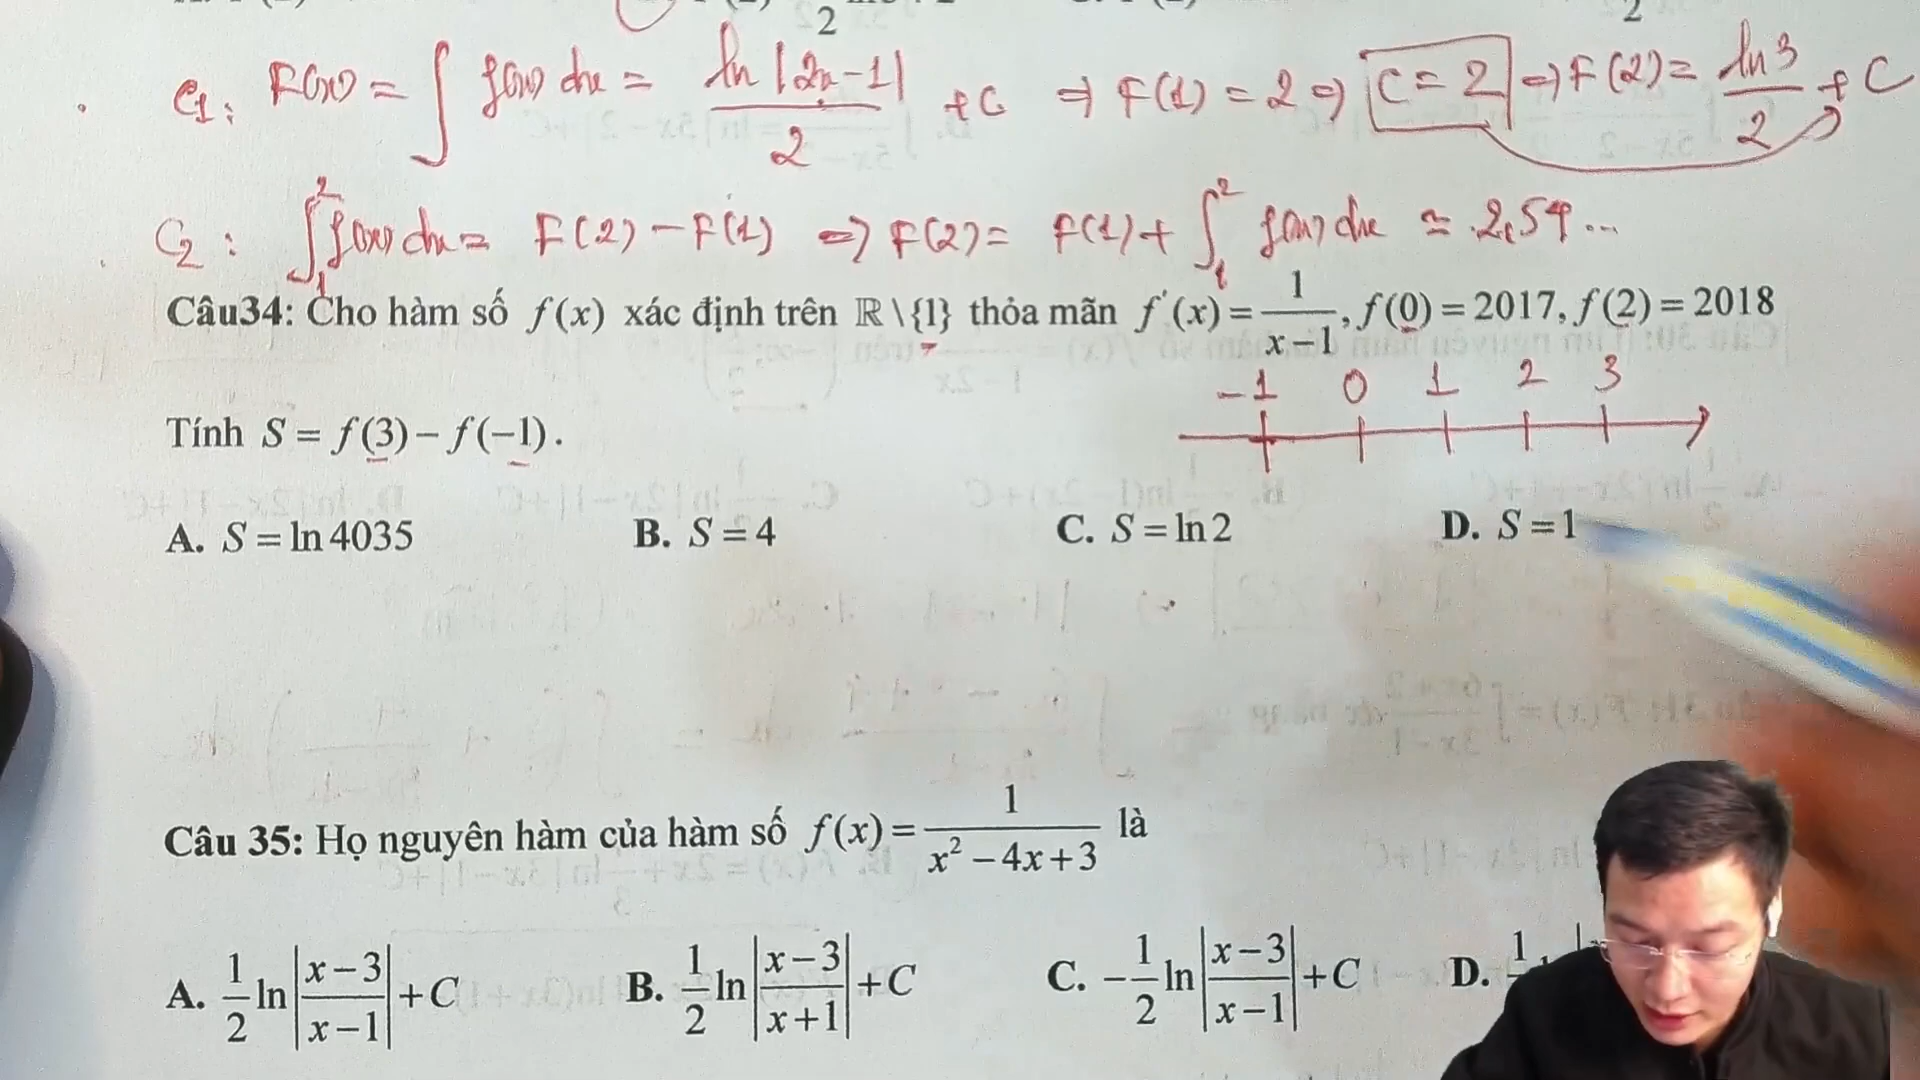 2
2
C1: F(x) = ∫ f(x) dx = ln|2x-1| / 2 + C ⇒ F(1) = 2 ⇒ C = 2 ⇒ F(2) = ln3 / 2 + C
C2: ∫₁² f(x) dx = F(2) - F(1) ⇒ F(2) = F(1) + ∫₁² f(x) dx ≈ 2,54...
Câu34: Cho hàm số f(x) xác định trên ℝ\{1} thỏa mãn f'(x) = 1/(x-1), f(0) = 2017, f(2) = 2018
-1 0 1 2 3
Tính S = f(3) - f(-1).
A. S = ln 4035 B. S = 4 C. S = ln 2 D. S = 1
Câu 35: Họ nguyên hàm của hàm số f(x) = 1/(x² - 4x + 3) là
A. 1/2 ln|(x-3)/(x-1)| + C B. 1/2 ln|(x-3)/(x+1)| + C C. -1/2 ln|(x-3)/(x-1)| + C D.